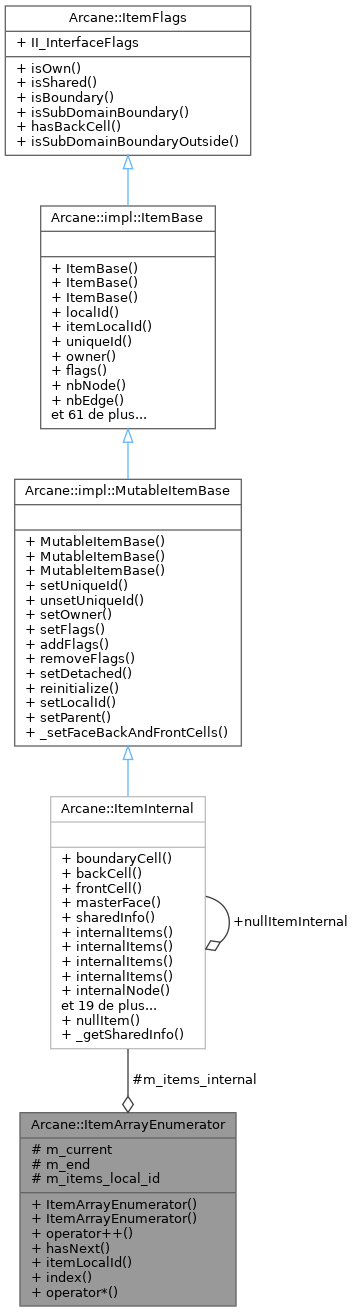 Arcane::ItemFlags
+ II_InterfaceFlags
+ isOwn()
+ isShared()
+ isBoundary()
+ isSubDomainBoundary()
+ hasBackCell()
+ isSubDomainBoundaryOutside()
Arcane::impl::ItemBase
+ ItemBase()
+ ItemBase()
+ ItemBase()
+ localId()
+ itemLocalId()
+ uniqueId()
+ owner()
+ flags()
+ nbNode()
+ nbEdge()
et 61 de plus...
Arcane::impl::MutableItemBase
+ MutableItemBase()
+ MutableItemBase()
+ MutableItemBase()
+ setUniqueId()
+ unsetUniqueId()
+ setOwner()
+ setFlags()
+ addFlags()
+ removeFlags()
+ setDetached()
+ reinitialize()
+ setLocalId()
+ setParent()
+ _setFaceBackAndFrontCells()
Arcane::ItemInternal
+ boundaryCell()
+ backCell()
+ frontCell()
+ masterFace()
+ sharedInfo()
+ internalItems()
+ internalItems()
+ internalItems()
+ internalItems()
+ internalNode()
et 19 de plus...
+ nullItem()
+ _getSharedInfo()
+nullItemInternal
#m_items_internal
Arcane::ItemArrayEnumerator
# m_current
# m_end
# m_items_local_id
+ ItemArrayEnumerator()
+ ItemArrayEnumerator()
+ operator++()
+ hasNext()
+ itemLocalId()
+ index()
+ operator*()